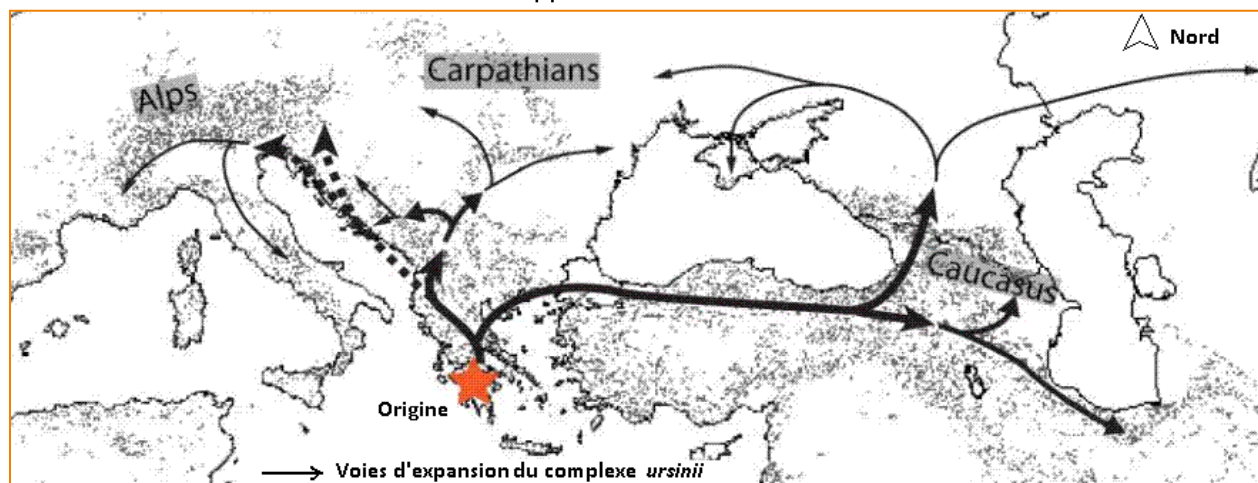 Nord
Carpathians
Alps
Caucasus
Origine
Voies d'expansion du complexe ursinii